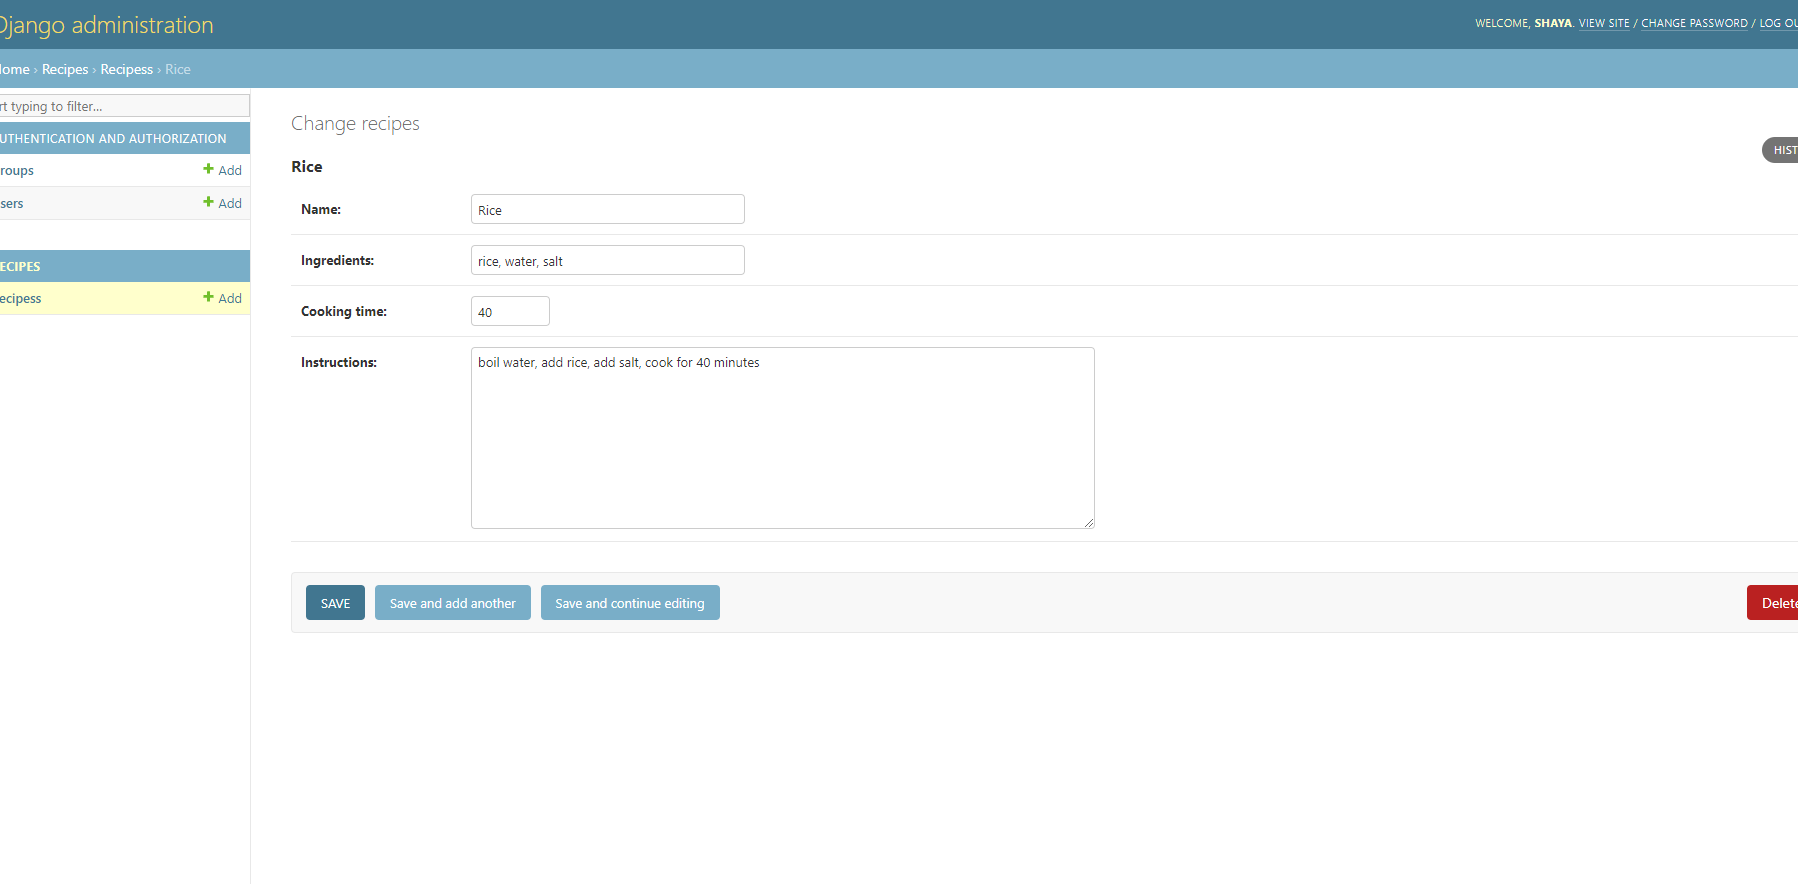 Django administration
WELCOME, SHAYA. VIEW SITE / CHANGE PASSWORD / LOG OU
ome › Recipes › Recipess › Rice
rt typing to filter...
UTHENTICATION AND AUTHORIZATION
roups + Add
sers + Add
ECIPES
ecipess + Add
Change recipes
HIST
Rice
Name: Rice
Ingredients: rice, water, salt
Cooking time: 40
Instructions: boil water, add rice, add salt, cook for 40 minutes
SAVE Save and add another Save and continue editing Delete